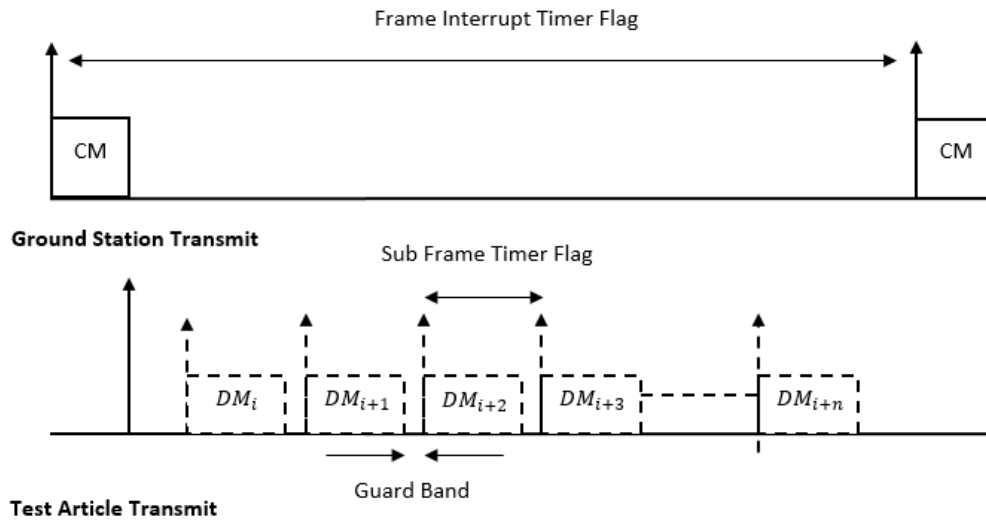 Frame Interrupt Timer Flag
CM
CM
Ground Station Transmit
Sub Frame Timer Flag
DM_i
DM_{i+1}
DM_{i+2}
DM_{i+3}
DM_{i+n}
Guard Band
Test Article Transmit